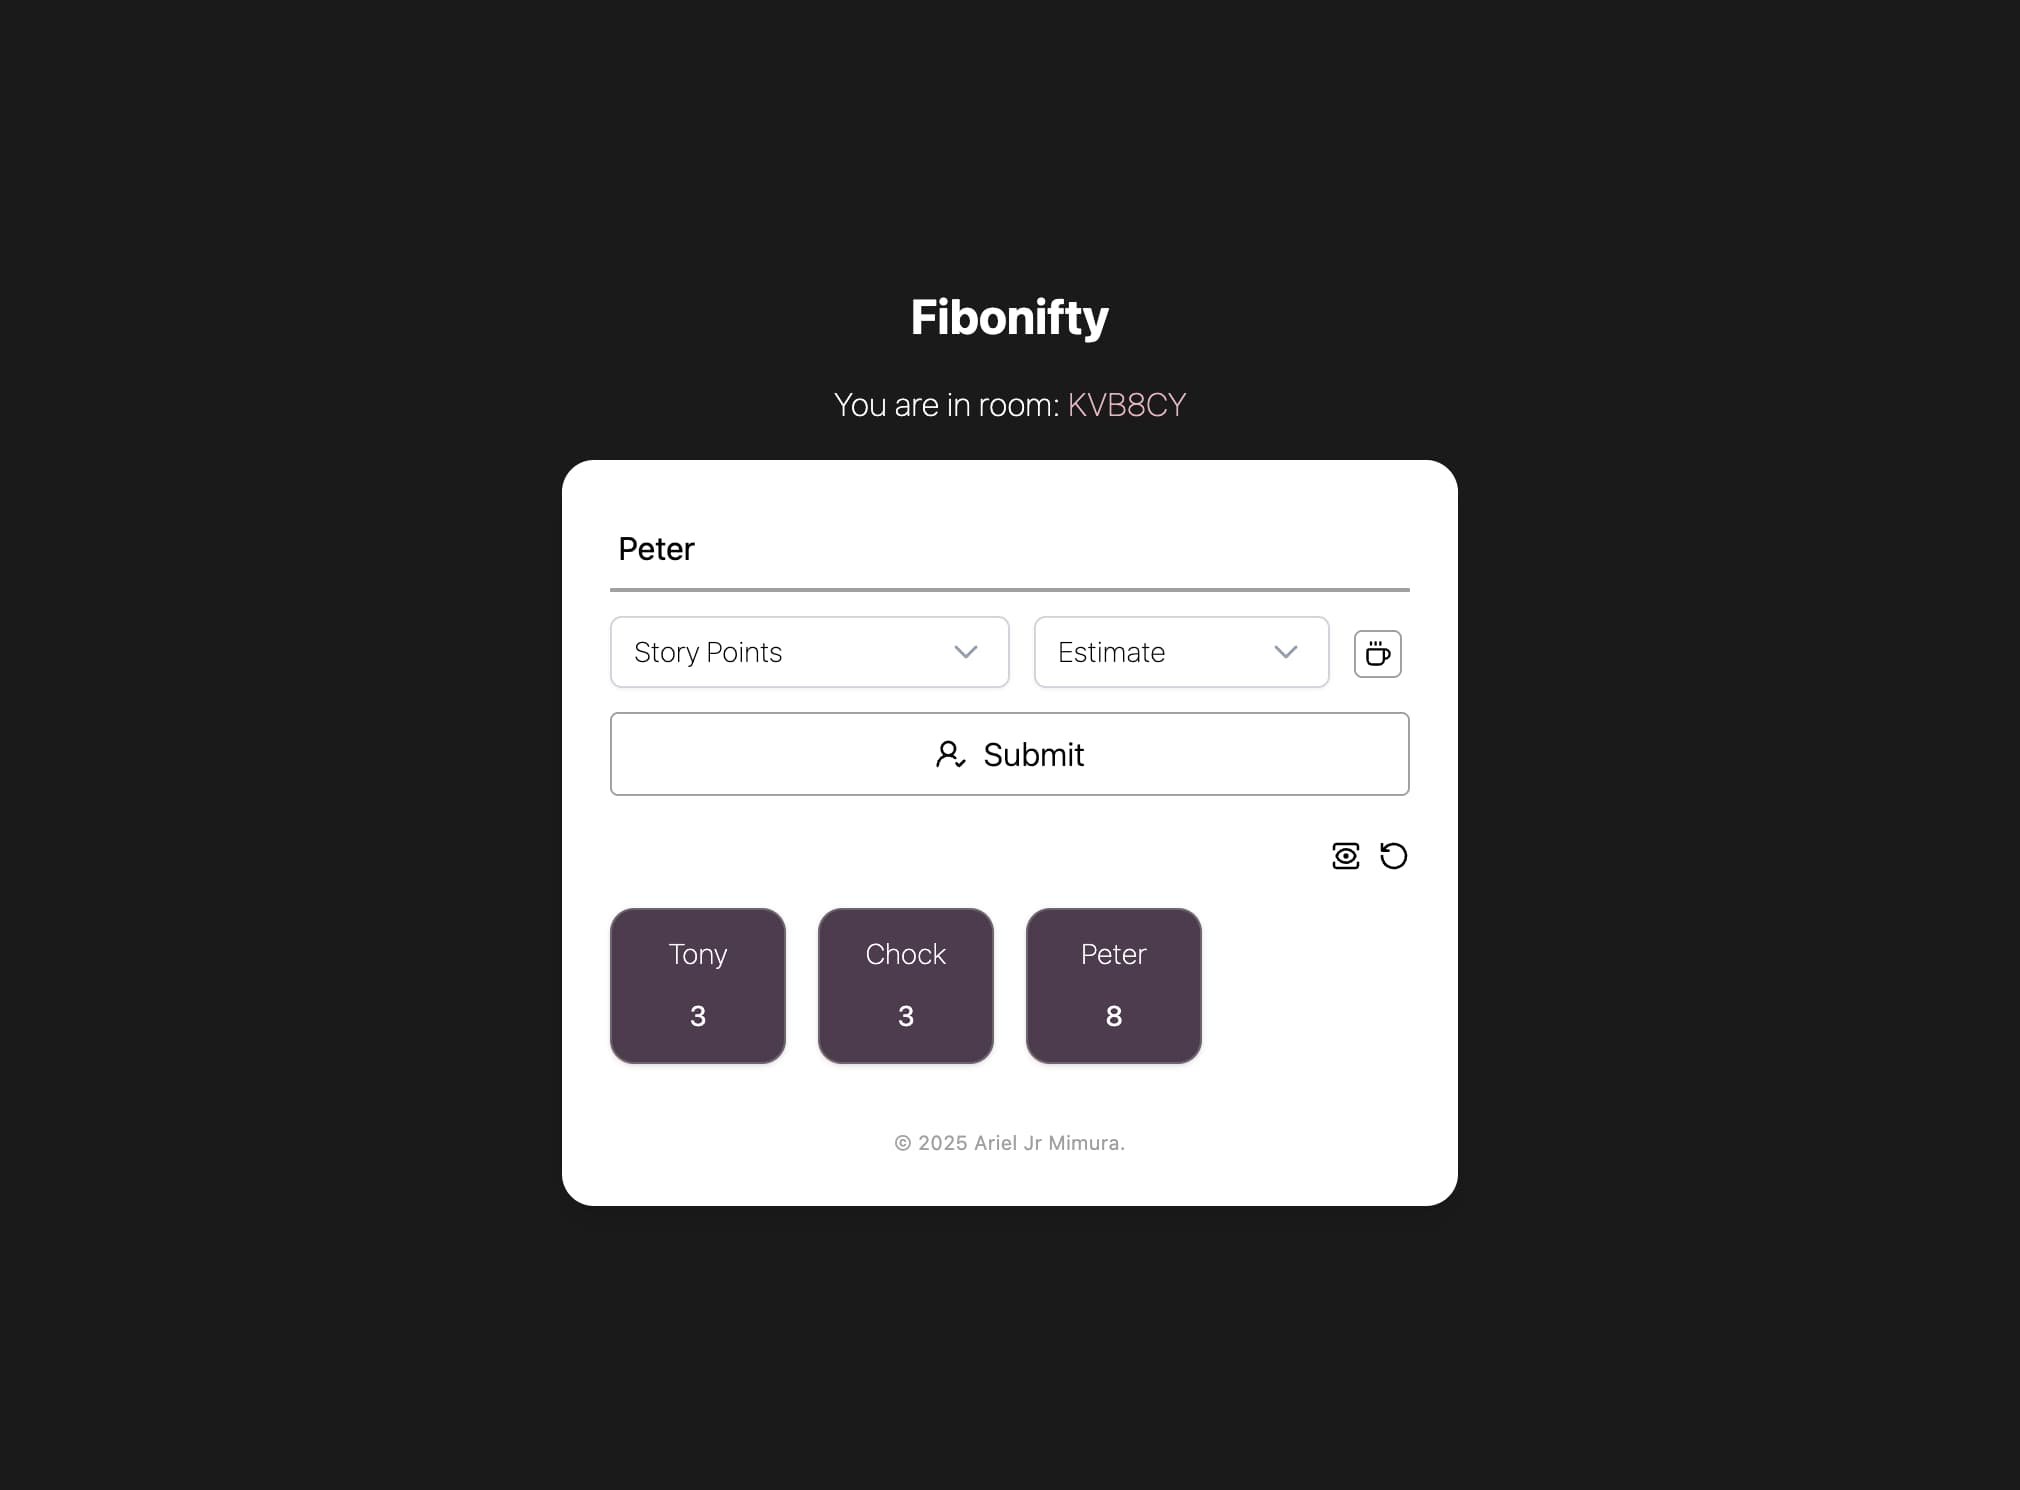 Fibonifty
You are in room: KVB8CY
Peter
Story Points
Estimate
Submit
Tony
3
Chock
3
Peter
8
© 2025 Ariel Jr Mimura.